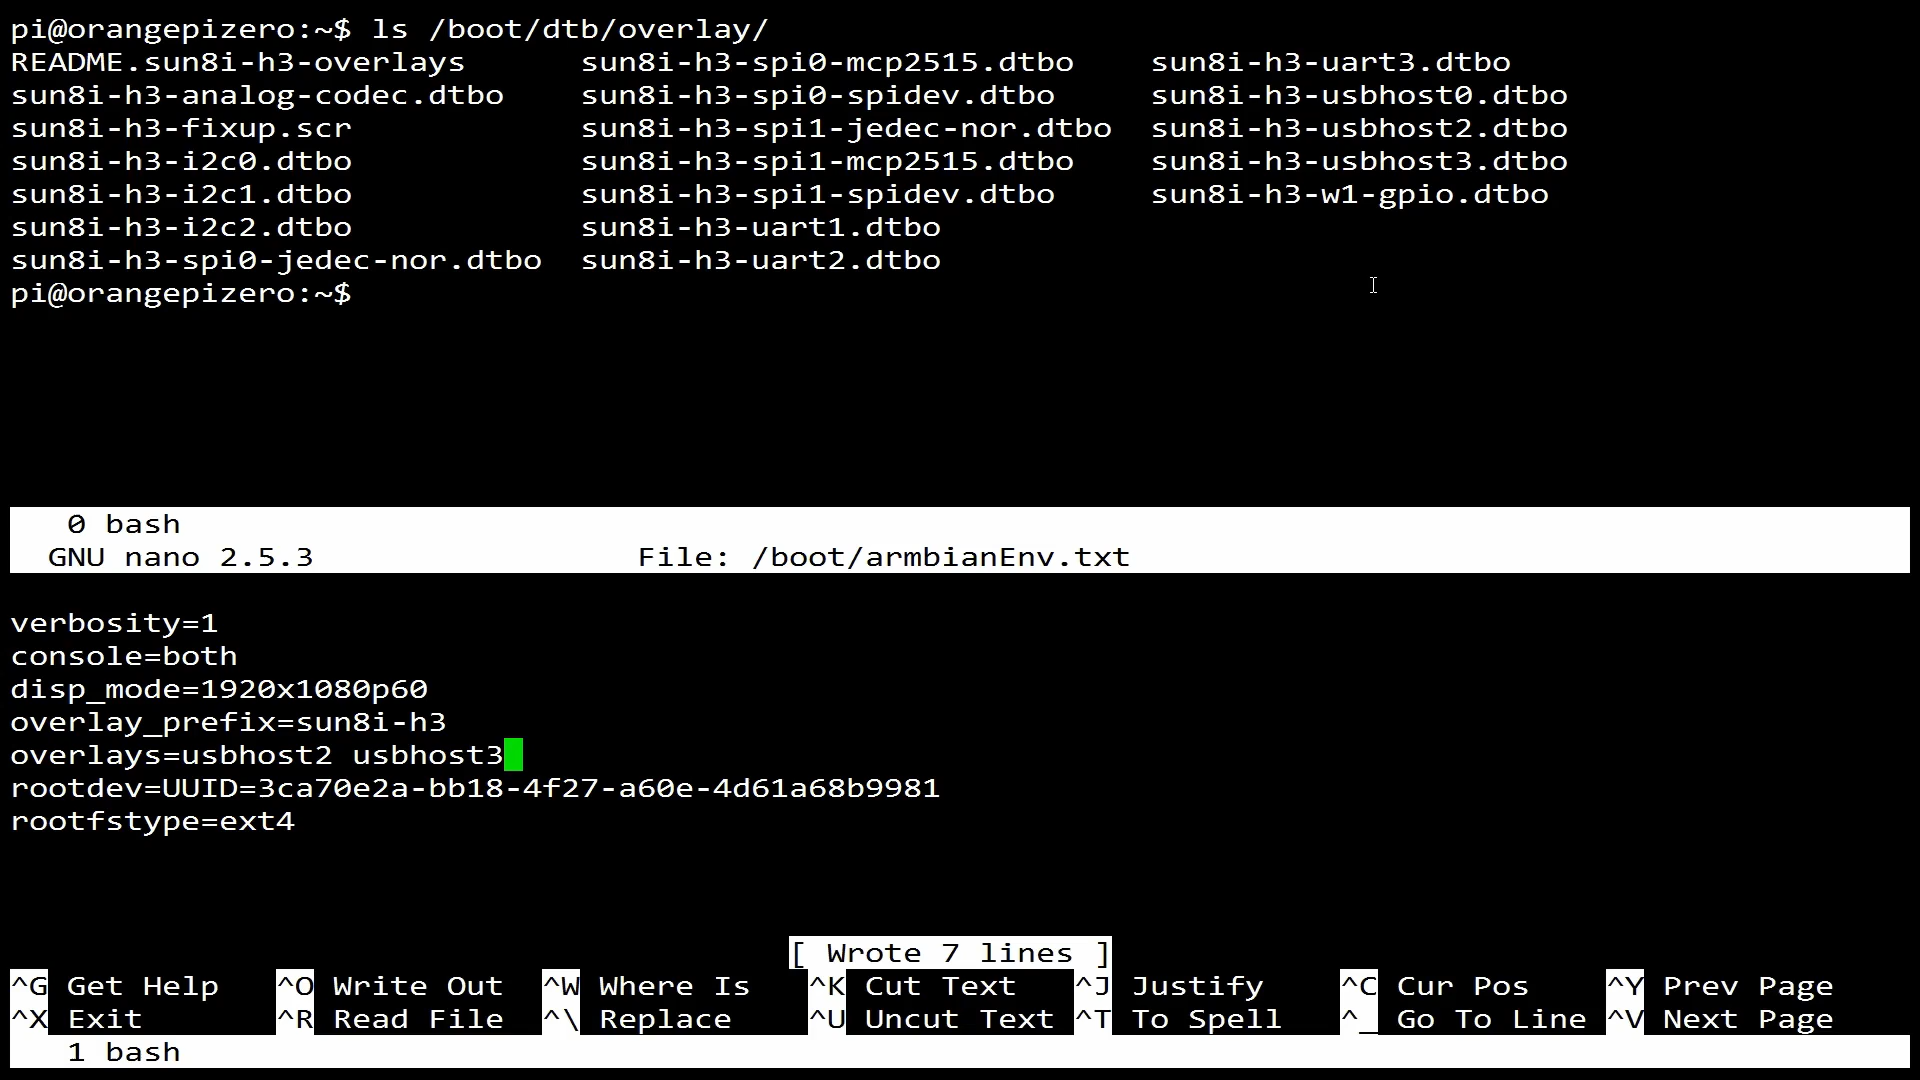 pi@orangepizero:~$ ls /boot/dtb/overlay/
README.sun8i-h3-overlays sun8i-h3-spi0-mcp2515.dtbo sun8i-h3-uart3.dtbo
sun8i-h3-analog-codec.dtbo sun8i-h3-spi0-spidev.dtbo sun8i-h3-usbhost0.dtbo
sun8i-h3-fixup.scr sun8i-h3-spi1-jedec-nor.dtbo sun8i-h3-usbhost2.dtbo
sun8i-h3-i2c0.dtbo sun8i-h3-spi1-mcp2515.dtbo sun8i-h3-usbhost3.dtbo
sun8i-h3-i2c1.dtbo sun8i-h3-spi1-spidev.dtbo sun8i-h3-w1-gpio.dtbo
sun8i-h3-i2c2.dtbo sun8i-h3-uart1.dtbo
sun8i-h3-spi0-jedec-nor.dtbo sun8i-h3-uart2.dtbo
pi@orangepizero:~$
0 bash
GNU nano 2.5.3 File: /boot/armbianEnv.txt
verbosity=1
console=both
disp_mode=1920x1080p60
overlay_prefix=sun8i-h3
overlays=usbhost2 usbhost3
rootdev=UUID=3ca70e2a-bb18-4f27-a60e-4d61a68b9981
rootfstype=ext4
[ Wrote 7 lines ]
^G Get Help ^O Write Out ^W Where Is ^K Cut Text ^J Justify ^C Cur Pos ^Y Prev Page
^X Exit ^R Read File ^\ Replace ^U Uncut Text ^T To Spell ^_ Go To Line ^V Next Page
1 bash